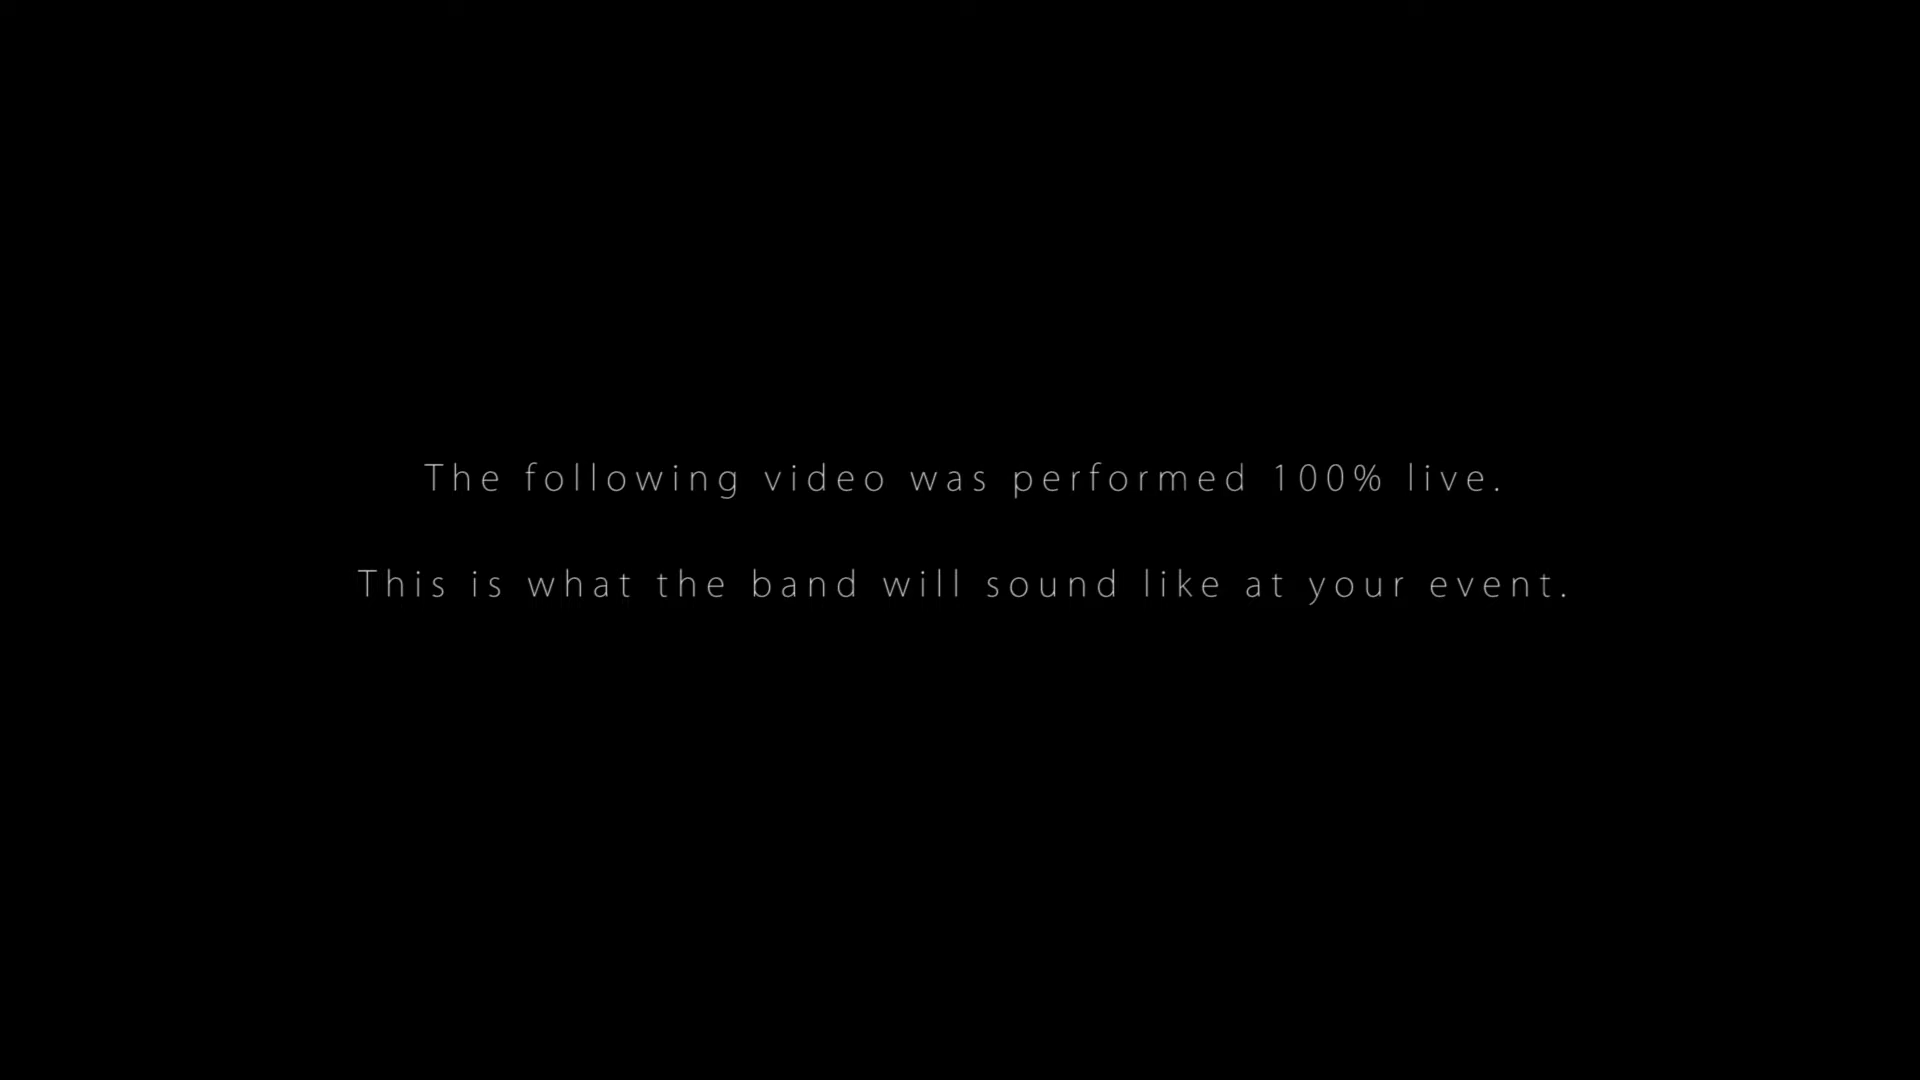 The following video was performed 100% live.
This is what the band will sound like at your event.